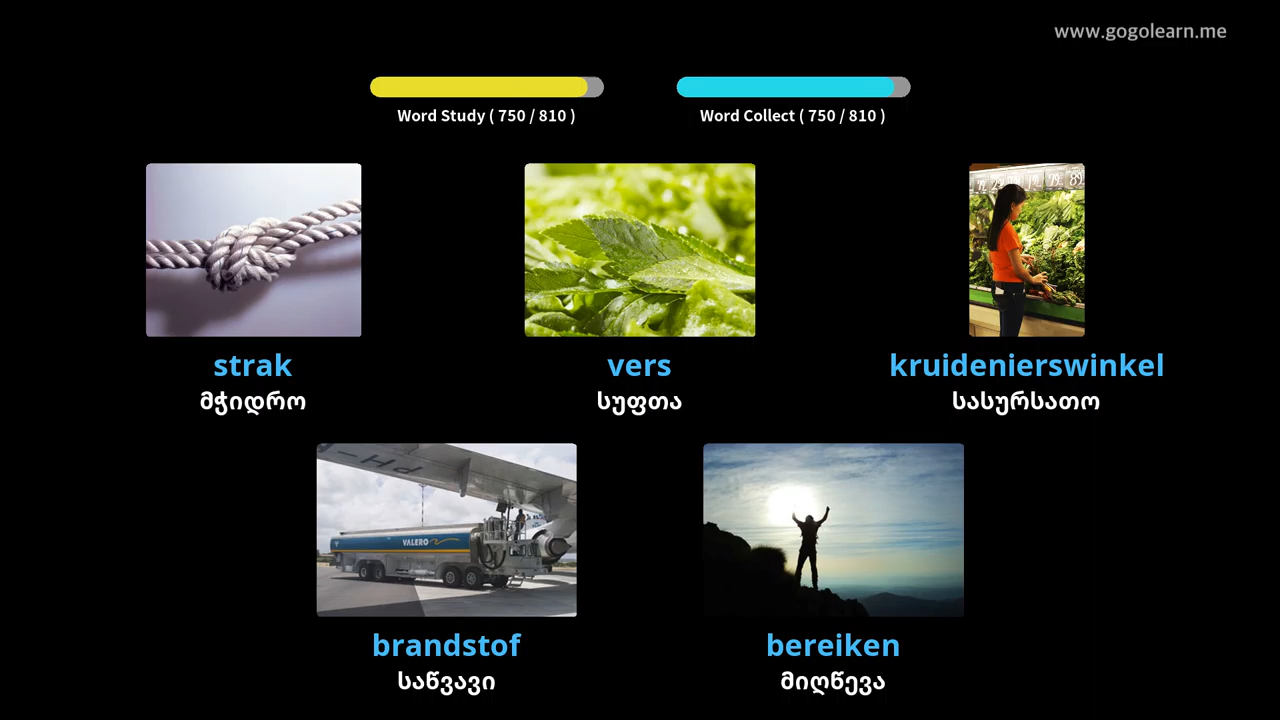 www.gogolearn.me
Word Study ( 750 / 810 )
Word Collect ( 750 / 810 )
strak
მჭიდრო
vers
სუფთა
kruidenierswinkel
სასურსათო
VALERO
brandstof
საწვავი
bereiken
მიღწევა